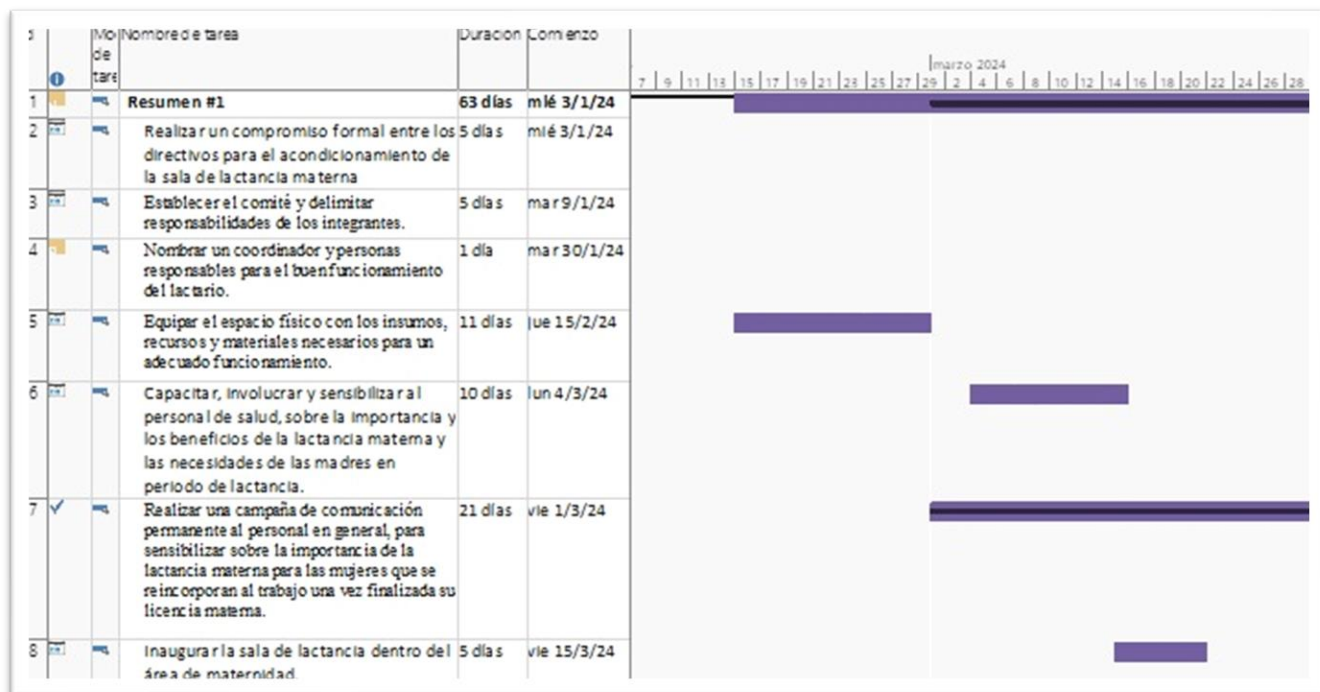 Mo Nombre de tarea Duración Comienzo
de
tare
marzo 2024
7 9 11 13 15 17 19 21 23 25 27 29 2 4 6 8 10 12 14 16 18 20 22 24 26 28
1 Resumen #1 63 días mié 3/1/24
2 Realizar un compromiso formal entre los 5 días mié 3/1/24
directivos para el acondicionamiento de
la sala de lactancia materna
3 Establecer el comité y delimitar 5 días mar 9/1/24
responsabilidades de los integrantes.
4 Nombrar un coordinador y personas 1 día mar 30/1/24
responsables para el buen funcionamiento
del lactario.
5 Equipar el espacio físico con los insumos, 11 días jue 15/2/24
recursos y materiales necesarios para un
adecuado funcionamiento.
6 Capacitar, involucrar y sensibilizar al 10 días lun 4/3/24
personal de salud, sobre la importancia y
los beneficios de la lactancia materna y
las necesidades de las madres en
periodo de lactancia.
7 Realizar una campaña de comunicación 21 días vie 1/3/24
permanente al personal en general, para
sensibilizar sobre la importancia de la
lactancia materna para las mujeres que se
reincorporan al trabajo una vez finalizada su
licencia materna.
8 Inaugurar la sala de lactancia dentro del 5 días vie 15/3/24
área de maternidad.